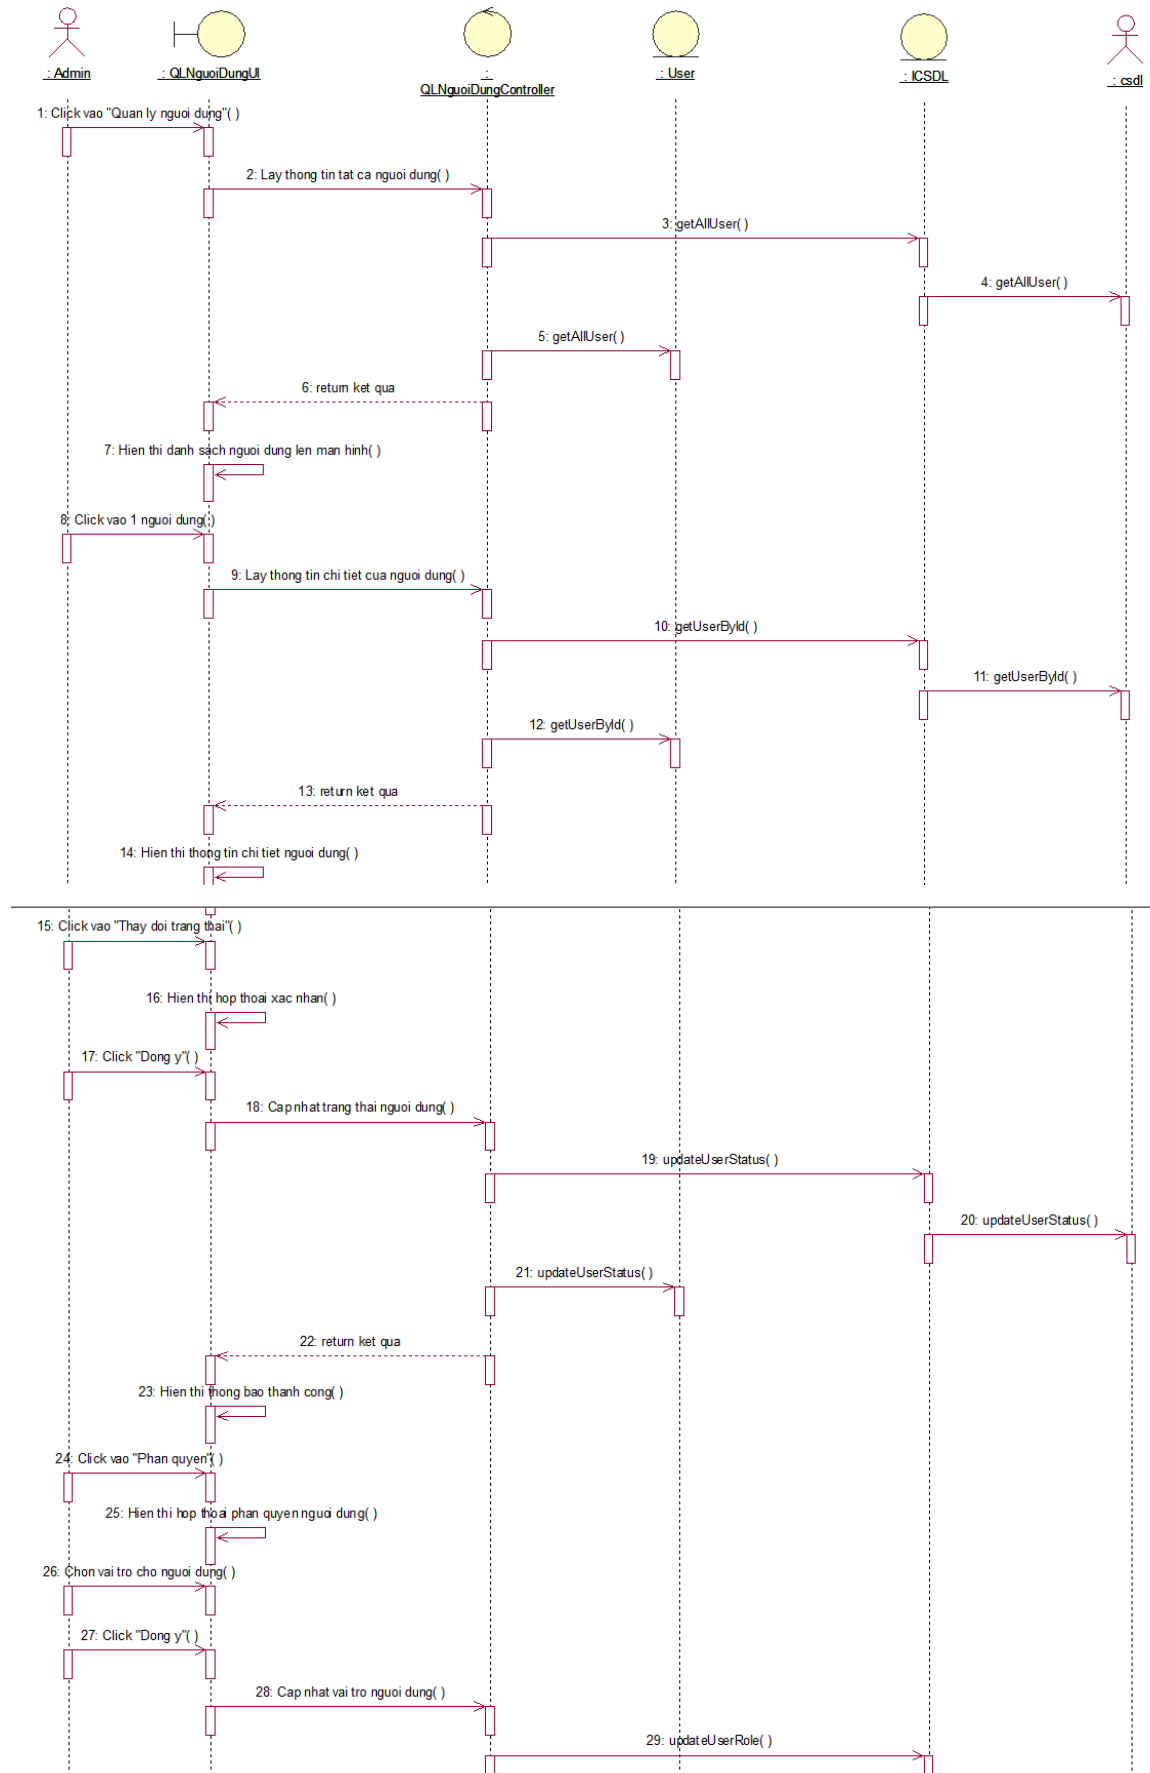 : Admin
: QLNguoiDungUI
:
QLNguoiDungController
: User
: ICSDL
: csdl
1: Click vao "Quan ly nguoi dung"( )
2: Lay thong tin tat ca nguoi dung( )
3: getAllUser( )
4: getAllUser( )
5: getAllUser( )
6: return ket qua
7: Hien thi danh sach nguoi dung len man hinh( )
8: Click vao 1 nguoi dung( )
9: Lay thong tin chi tiet cua nguoi dung( )
10: getUserById( )
11: getUserById( )
12: getUserById( )
13: return ket qua
14: Hien thi thong tin chi tiet nguoi dung( )
15: Click vao "Thay doi trang thai"( )
16: Hien thi hop thoai xac nhan( )
17: Click "Dong y"( )
18: Cap nhat trang thai nguoi dung( )
19: updateUserStatus( )
20: updateUserStatus( )
21: updateUserStatus( )
22: return ket qua
23: Hien thi thong bao thanh cong( )
24: Click vao "Phan quyen"( )
25: Hien thi hop thoai phan quyen nguoi dung( )
26: Chon vai tro cho nguoi dung( )
27: Click "Dong y"( )
28: Cap nhat vai tro nguoi dung( )
29: updateUserRole( )